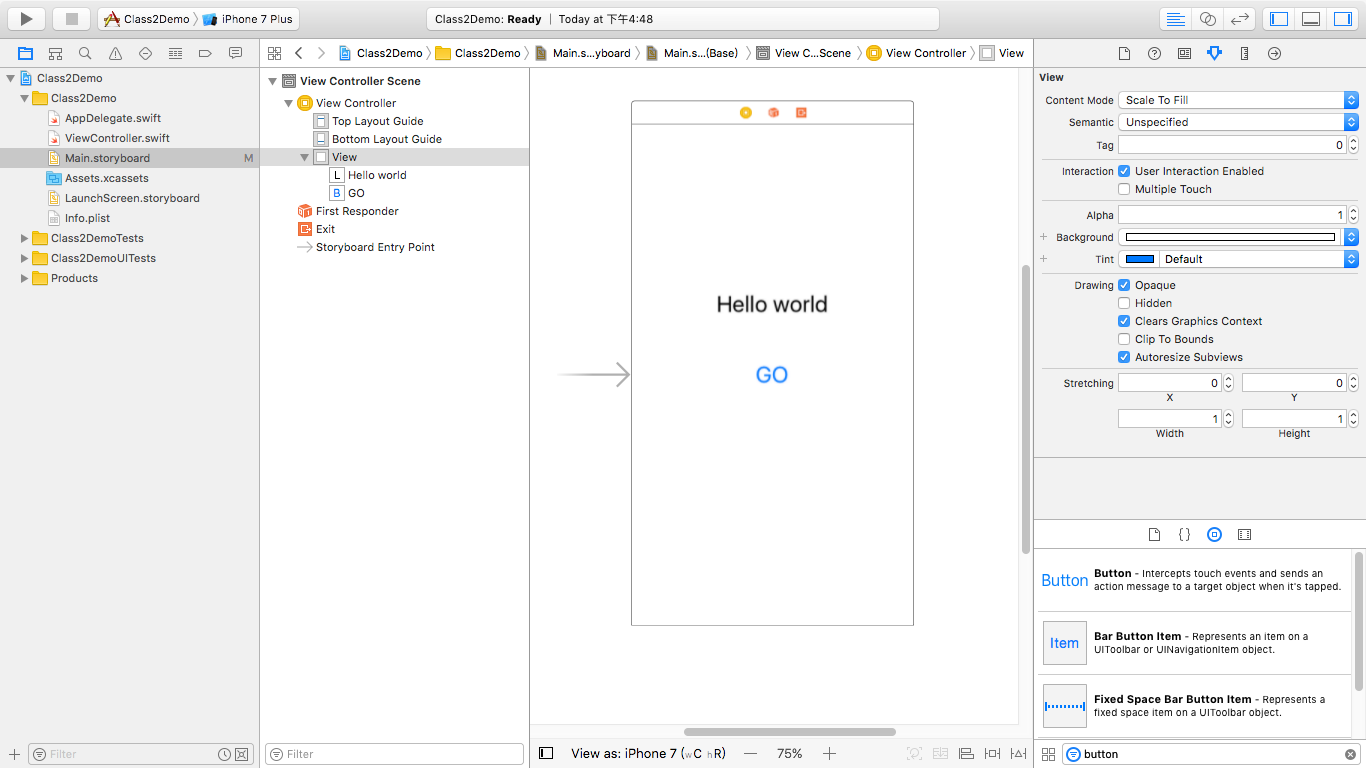 Class2Demo iPhone 7 Plus
Class2Demo: Ready | Today at 下午4:48
Class2Demo Class2Demo Main.s...yboard Main.s...(Base) View C...Scene View Controller View
Class2Demo
Class2Demo
AppDelegate.swift
ViewController.swift
Main.storyboard M
Assets.xcassets
LaunchScreen.storyboard
Info.plist
Class2DemoTests
Class2DemoUITests
Products
Filter
View Controller Scene
View Controller
Top Layout Guide
Bottom Layout Guide
View
L Hello world
B GO
First Responder
Exit
Storyboard Entry Point
Filter
Hello world
GO
View as: iPhone 7 (wC hR) — 75% +
View
Content Mode Scale To Fill
Semantic Unspecified
Tag 0
Interaction User Interaction Enabled
Multiple Touch
Alpha 1
+ Background
+ Tint Default
Drawing Opaque
Hidden
Clears Graphics Context
Clip To Bounds
Autoresize Subviews
Stretching 0 0
X Y
1 1
Width Height
{}
Button Button - Intercepts touch events and sends an
action message to a target object when it's tapped.
Item Bar Button Item - Represents an item on a
UIToolbar or UINavigationItem object.
Fixed Space Bar Button Item - Represents a
fixed space item on a UIToolbar object.
button